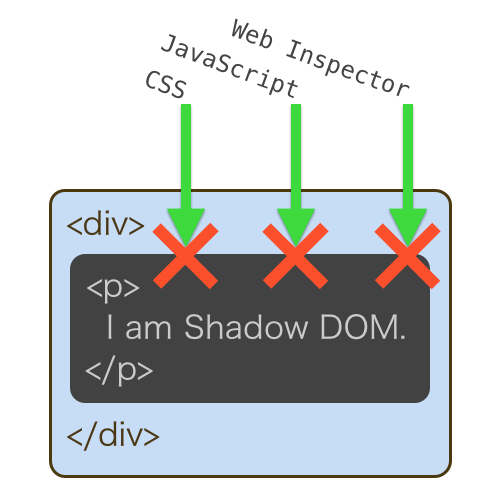 Web Inspector
JavaScript
CSS
<div>
<p>
I am Shadow DOM.
</p>
</div>